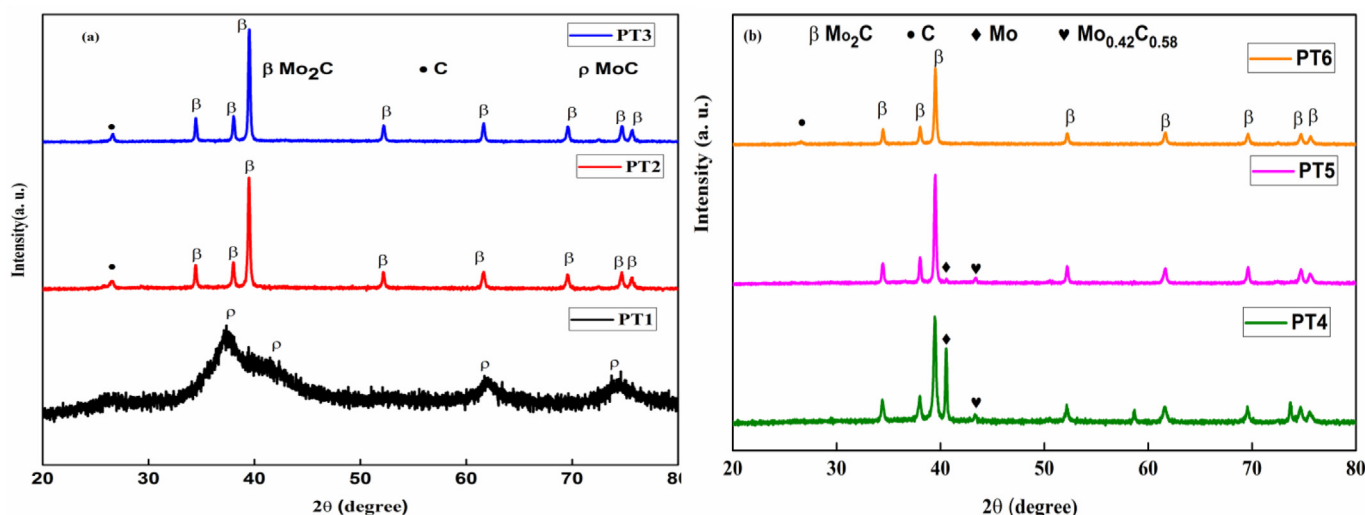 (a)
PT3
β Mo₂C • C ρ MoC
β
β β β β β β β
•
PT2
β
β β β β β β β
•
PT1
ρ
ρ
ρ ρ
Intensity(a. u.)
20 30 40 50 60 70 80
2θ (degree)
(b) β Mo₂C • C ♦ Mo ♥ Mo₀.₄₂C₀.₅₈
PT6
β
β β β β β β β
•
PT5
♦ ♥
PT4
♦
♥
Intensity (a. u.)
20 30 40 50 60 70 80
2θ (degree)